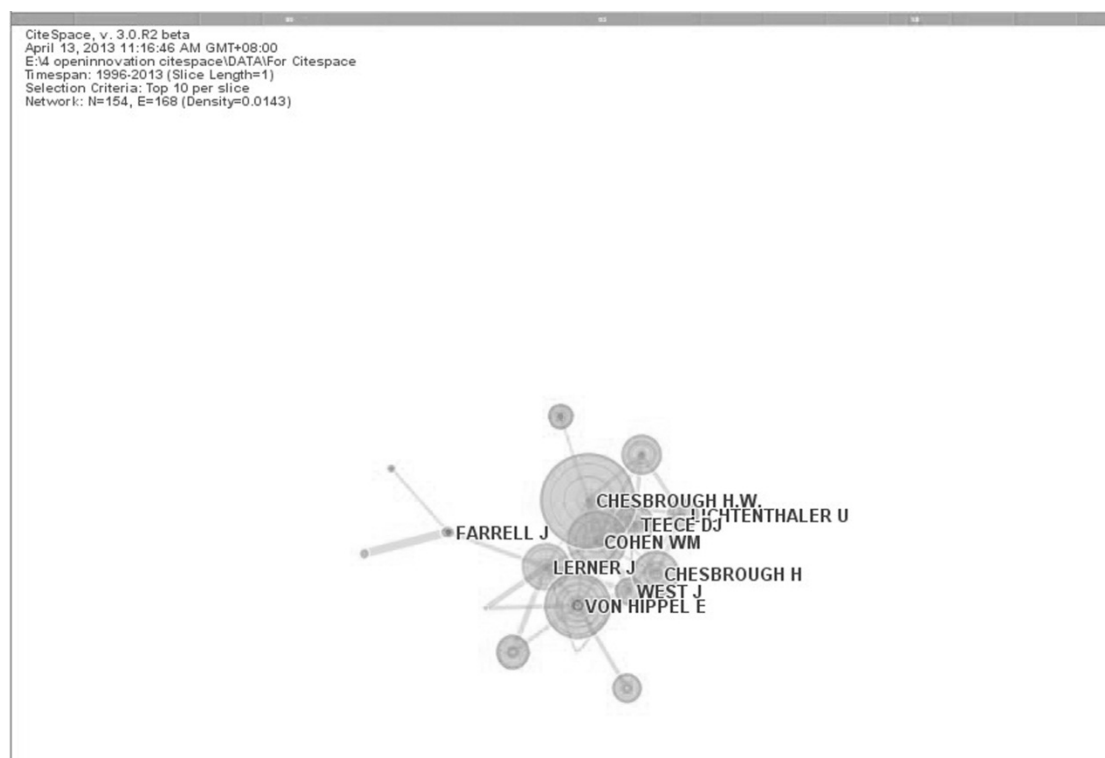 CiteSpace, v. 3.0.R2 beta
April 13, 2013 11:16:46 AM GMT+08:00
E:\4 openinnovation citespace\DATA\For Citespace
Timespan: 1996-2013 (Slice Length=1)
Selection Criteria: Top 10 per slice
Network: N=154, E=168 (Density=0.0143)
CHESBROUGH H.W.
LICHTENTHALER U
TEECE DJ
FARRELL J
COHEN WM
LERNER J
CHESBROUGH H
WEST J
VON HIPPEL E